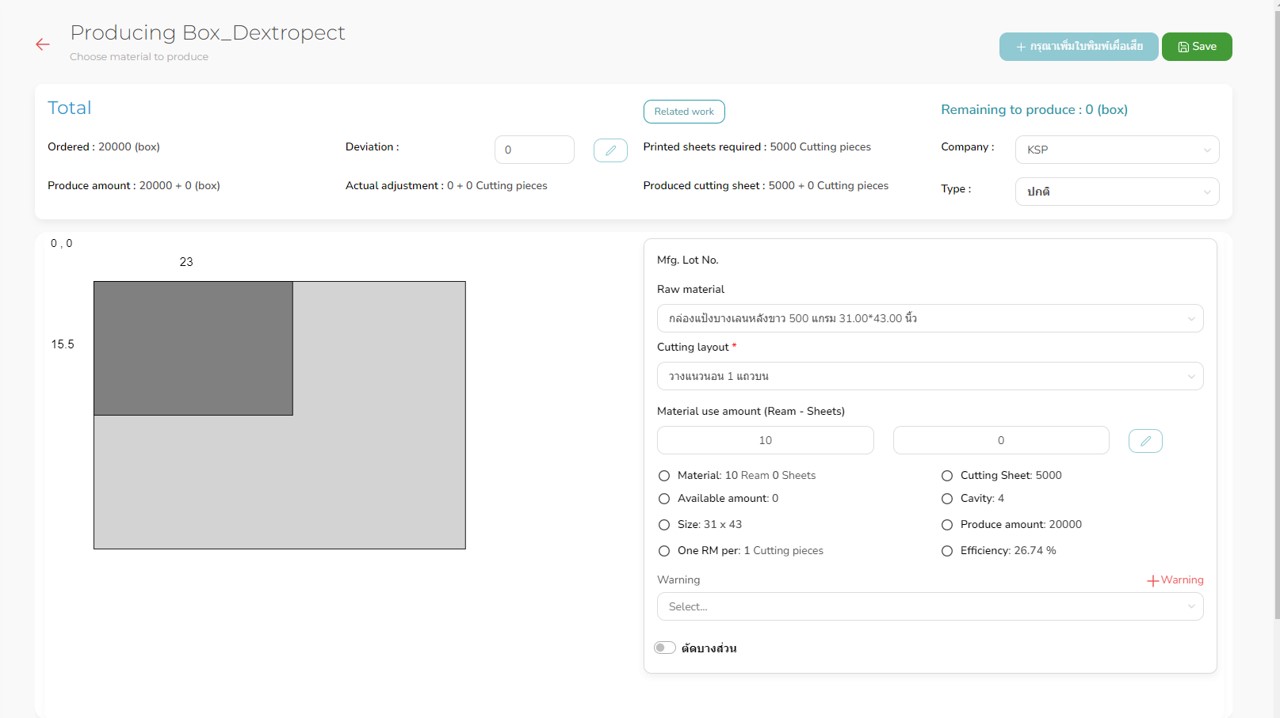 Producing Box_Dextropect
Choose material to produce
+ กรุณาเพิ่มใบพิมพ์เผื่อเสีย
Save
Total
Related work
Remaining to produce : 0 (box)
Ordered : 20000 (box)
Deviation :
0
Printed sheets required : 5000 Cutting pieces
Company :
KSP
Produce amount : 20000 + 0 (box)
Actual adjustment : 0 + 0 Cutting pieces
Produced cutting sheet : 5000 + 0 Cutting pieces
Type :
ปกติ
0 , 0
23
15.5
Mfg. Lot No.
Raw material
กล่องแป้งบางเลนหลังขาว 500 แกรม 31.00*43.00 นิ้ว
Cutting layout *
วางแนวนอน 1 แถวบน
Material use amount (Ream - Sheets)
10
0
Material: 10 Ream 0 Sheets
Cutting Sheet: 5000
Available amount: 0
Cavity: 4
Size: 31 x 43
Produce amount: 20000
One RM per: 1 Cutting pieces
Efficiency: 26.74 %
Warning
+Warning
Select...
ตัดบางส่วน